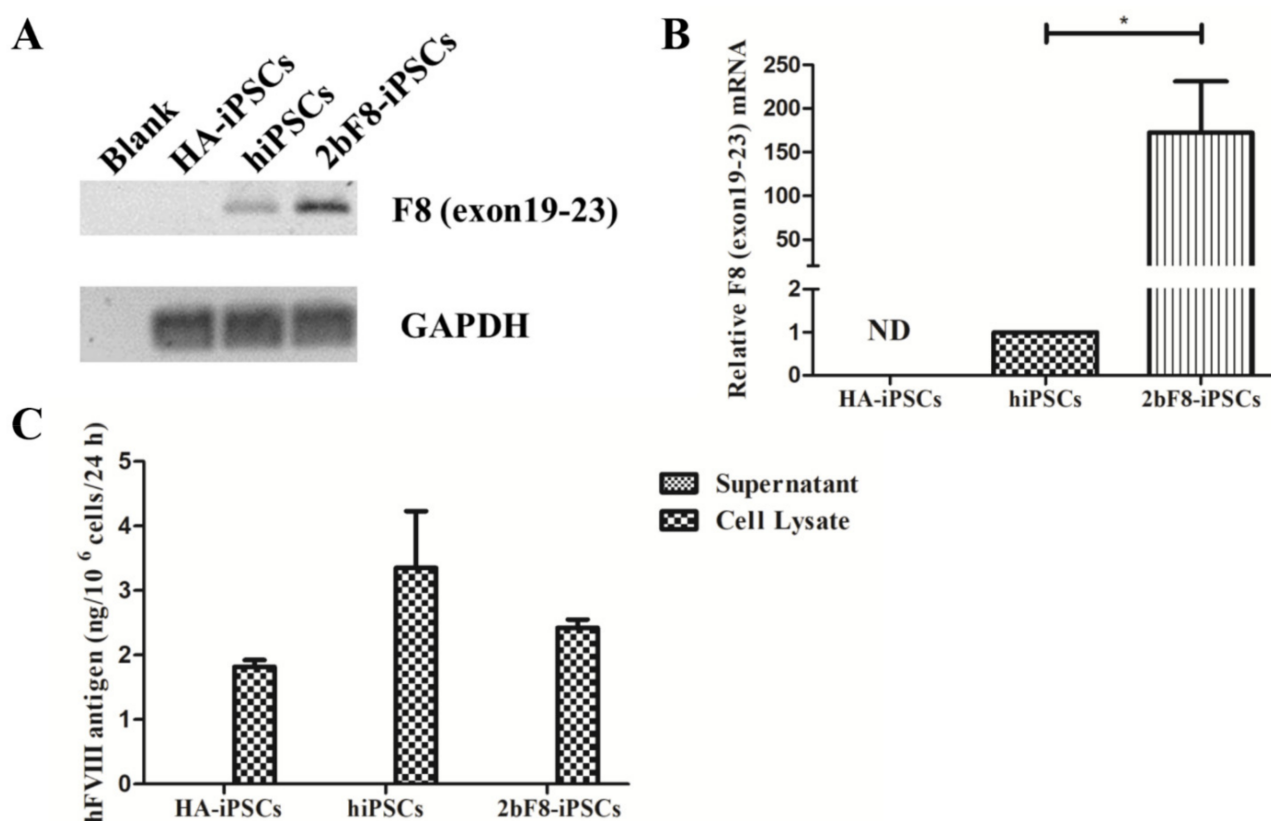 A
Blank
HA-iPSCs
hiPSCs
2bF8-iPSCs
F8 (exon19-23)
GAPDH
B
*
Relative F8 (exon19-23) mRNA
250
200
150
100
50
2
1
0
ND
HA-iPSCs
hiPSCs
2bF8-iPSCs
C
hFVIII antigen (ng/10 6 cells/24 h)
5
4
3
2
1
0
HA-iPSCs
hiPSCs
2bF8-iPSCs
Supernatant
Cell Lysate